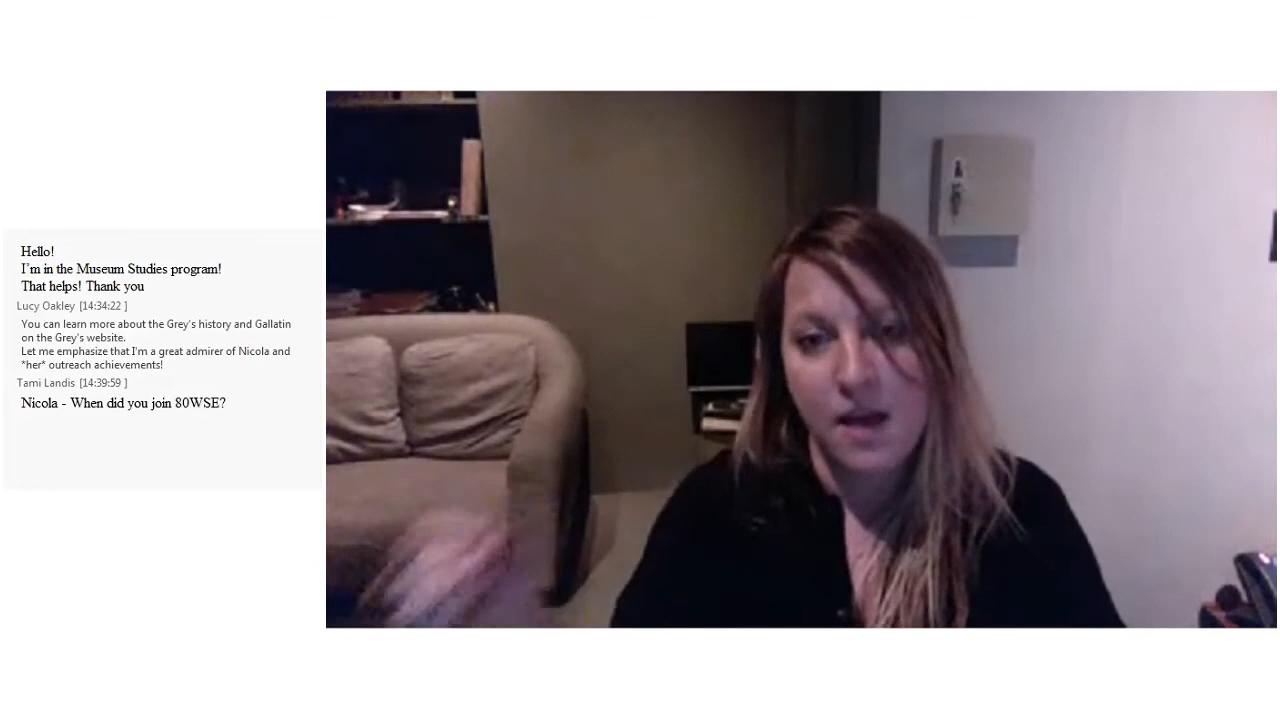 Hello!
I'm in the Museum Studies program!
That helps! Thank you
Lucy Oakley [14:34:22 ]
You can learn more about the Grey's history and Gallatin
on the Grey's website.
Let me emphasize that I'm a great admirer of Nicola and
*her* outreach achievements!
Tami Landis [14:39:59 ]
Nicola - When did you join 80WSE?